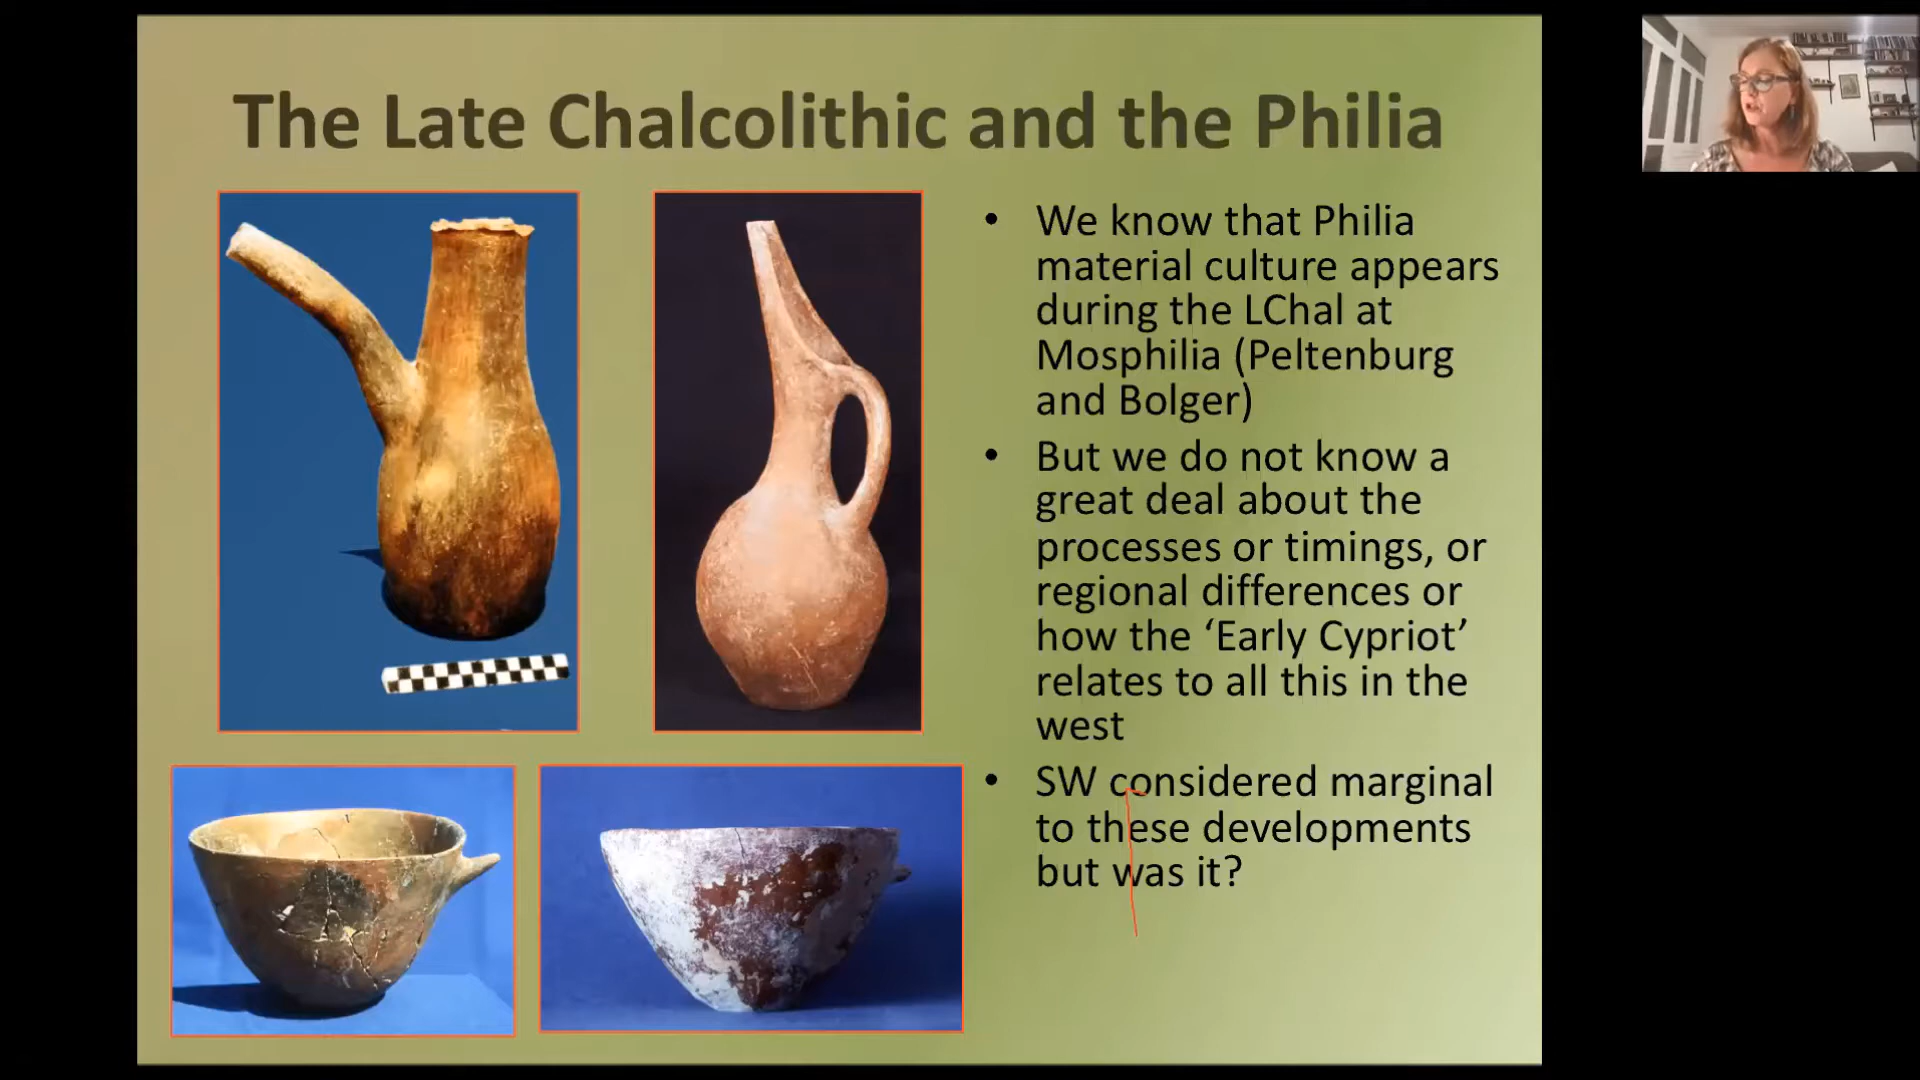 The Late Chalcolithic and the Philia
• We know that Philia
material culture appears
during the LChal at
Mosphilia (Peltenburg
and Bolger)
• But we do not know a
great deal about the
processes or timings, or
regional differences or
how the ‘Early Cypriot’
relates to all this in the
west
• SW considered marginal
to these developments
but was it?